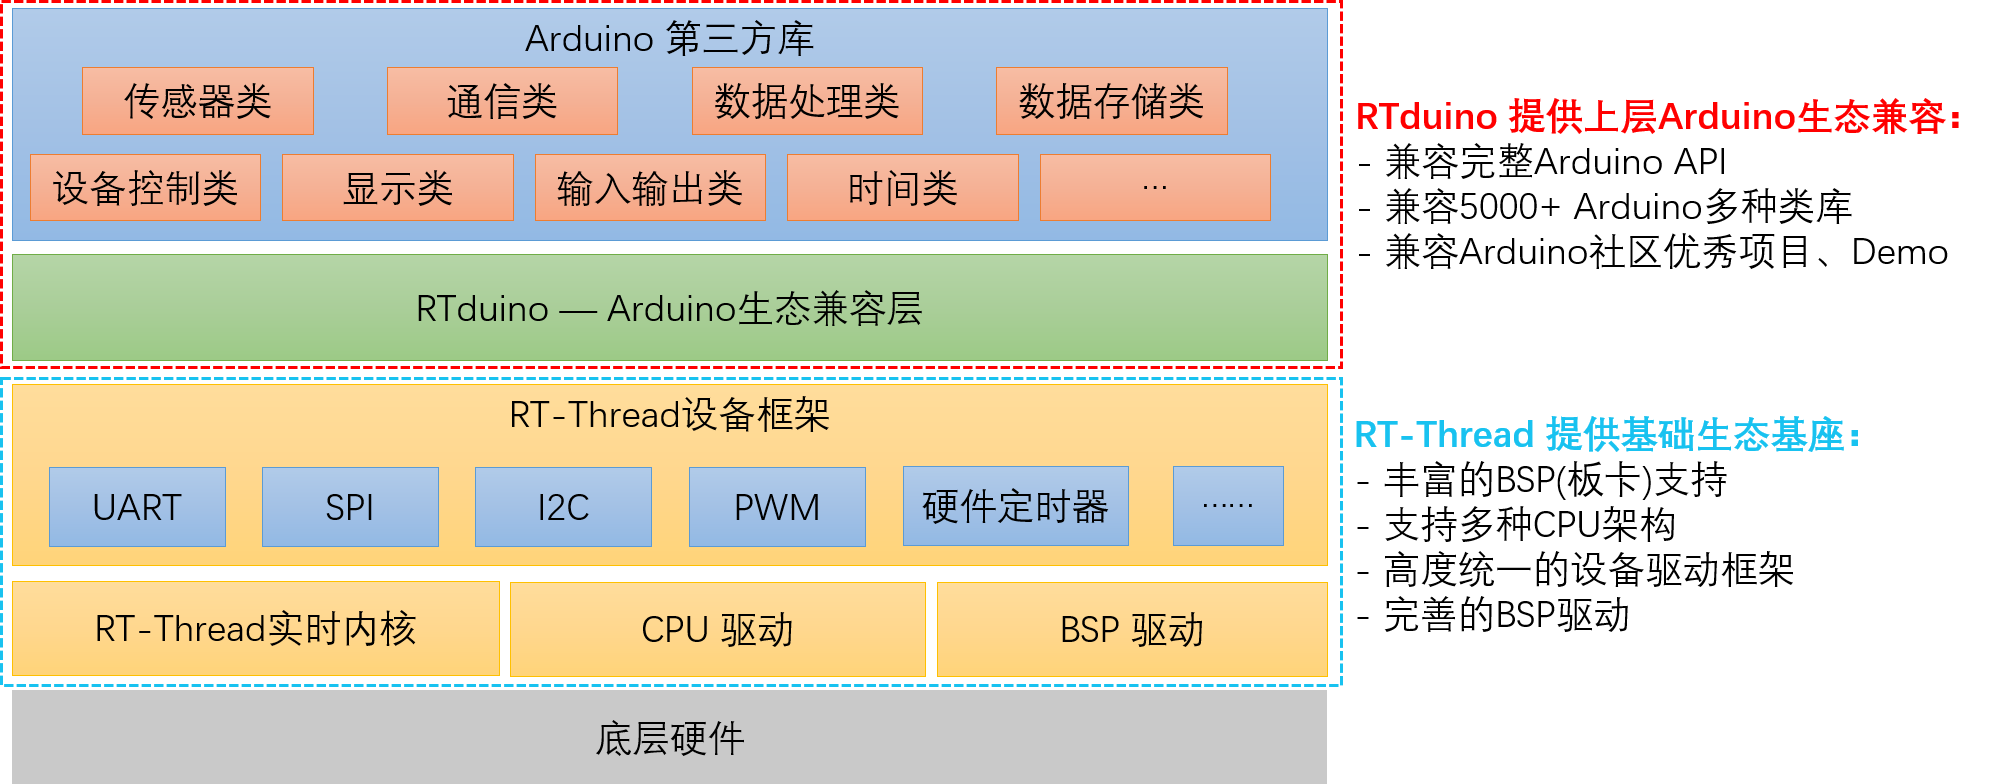 Arduino 第三方库
传感器类
通信类
数据处理类
数据存储类
设备控制类
显示类
输入输出类
时间类
...
RTduino — Arduino生态兼容层
RTduino 提供上层Arduino生态兼容：
- 兼容完整Arduino API
- 兼容5000+ Arduino多种类库
- 兼容Arduino社区优秀项目、Demo
RT-Thread设备框架
UART
SPI
I2C
PWM
硬件定时器
……
RT-Thread实时内核
CPU 驱动
BSP 驱动
RT-Thread 提供基础生态基座：
- 丰富的BSP(板卡)支持
- 支持多种CPU架构
- 高度统一的设备驱动框架
- 完善的BSP驱动
底层硬件